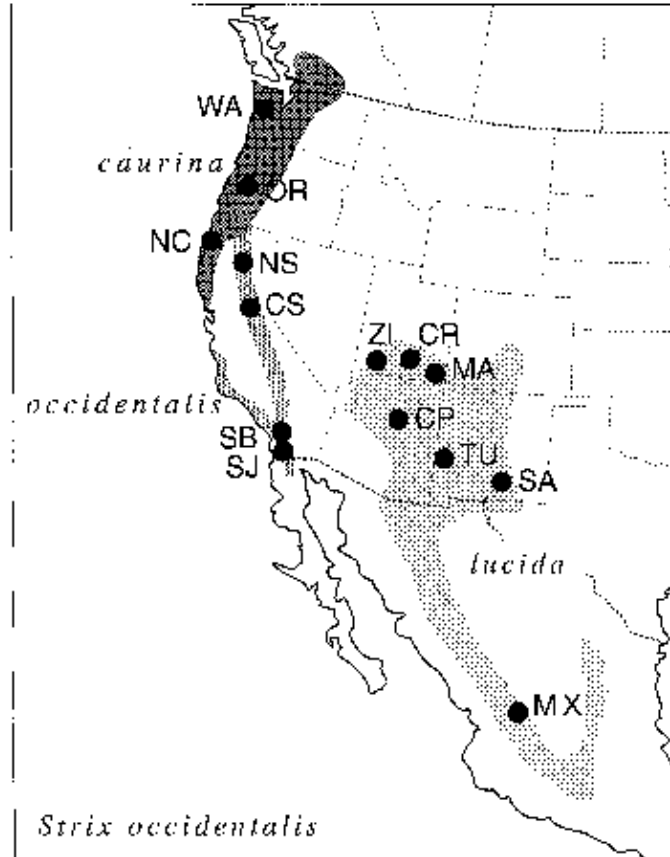 WA
caurina
OR
NC
NS
CS
ZI CR
MA
occidentalis
CP
SB
TU
SJ
SA
lucida
MX
Strix occidentalis